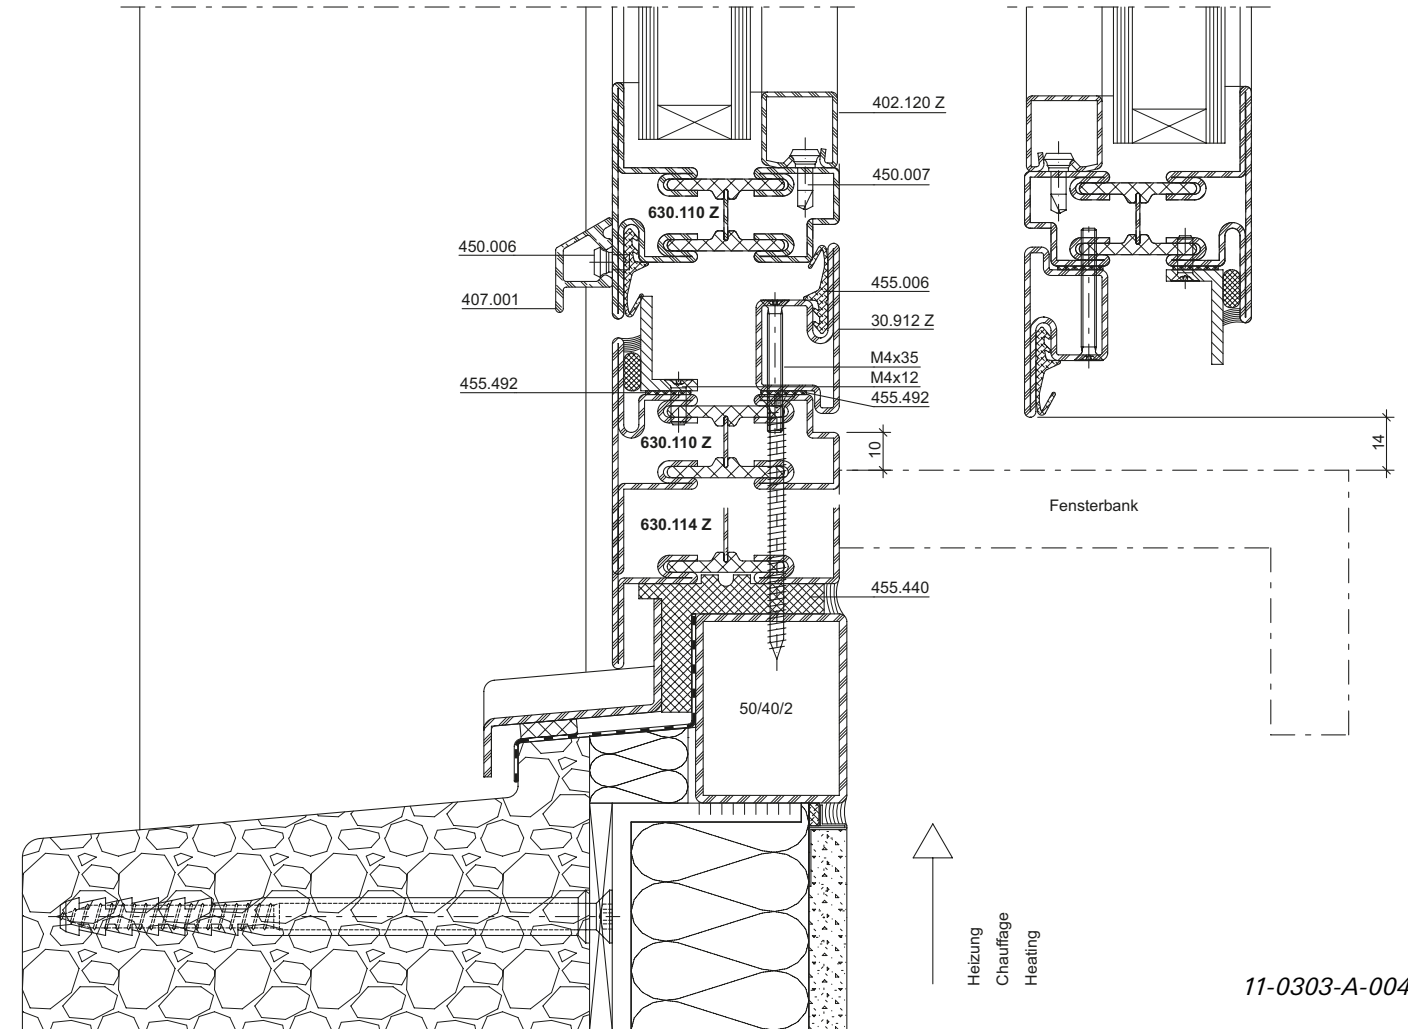 402.120 Z
450.007
630.110 Z
450.006
455.006
407.001
30.912 Z
M4x35
M4x12
455.492
455.492
630.110 Z
10
14
Fensterbank
630.114 Z
455.440
50/40/2
Heizung
Chauffage
Heating
11-0303-A-004